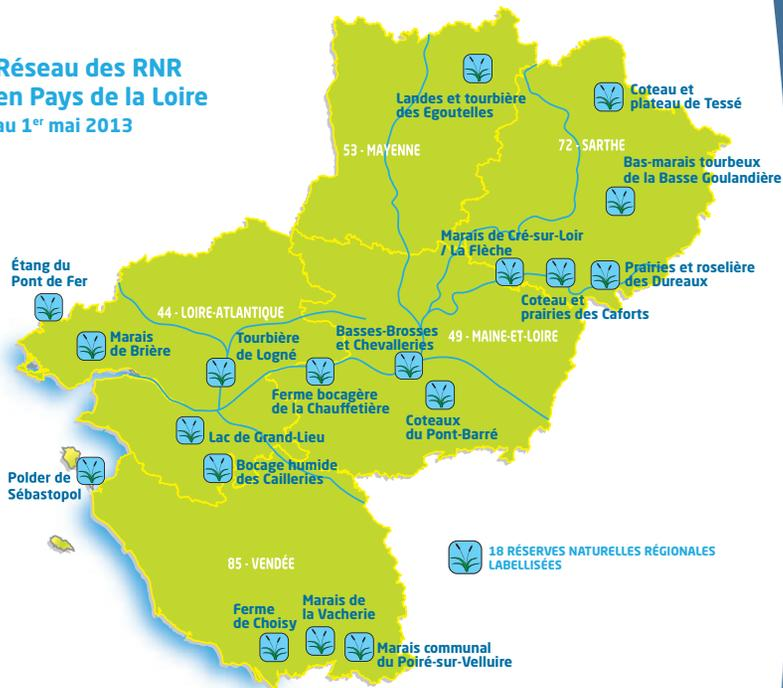 Réseau des RNR
en Pays de la Loire
au 1er mai 2013
Landes et tourbière
des Egoutelles
Coteau et
plateau de Tessé
53 - MAYENNE
72 - SARTHE
Bas-marais tourbeux
de la Basse Goulandière
Marais de Cré-sur-Loir
/ La Flèche
Prairies et roselière
des Dureaux
Coteau et
prairies des Caforts
Étang du
Pont de Fer
44 - LOIRE-ATLANTIQUE
Marais
de Brière
Tourbière
de Logné
Basses-Brosses
et Chevalleries
49 - MAINE-ET-LOIRE
Ferme bocagère
de la Chauffetière
Coteaux
du Pont-Barré
Lac de Grand-Lieu
Bocage humide
des Cailleries
Polder de
Sébastopol
18 RÉSERVES NATURELLES RÉGIONALES
LABELLISÉES
85 - VENDÉE
Ferme
de Choisy
Marais de
la Vacherie
Marais communal
du Poiré-sur-Velluire